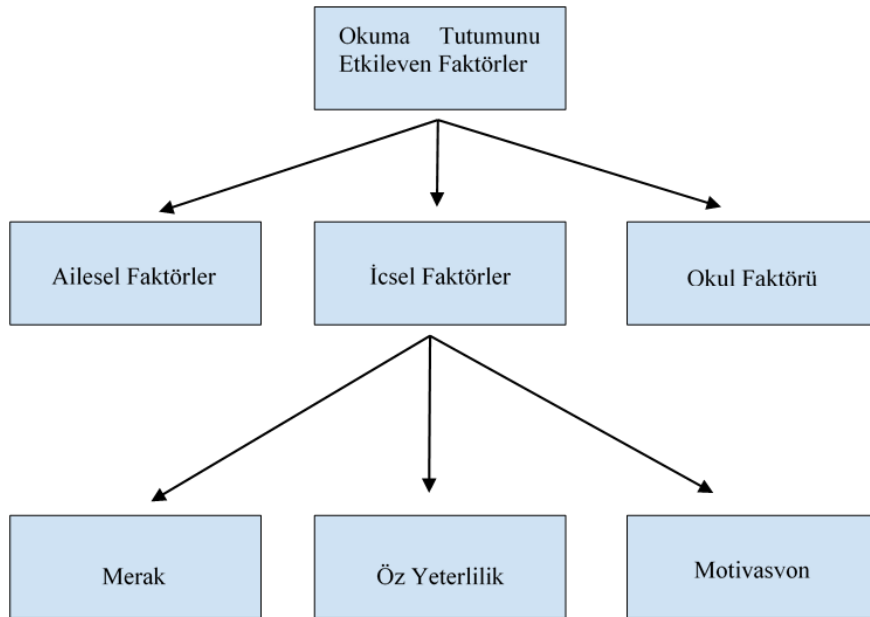 Okuma Tutumunu
Etkileven Faktörler
Ailesel Faktörler
İcsel Faktörler
Okul Faktörü
Merak
Öz Yeterlilik
Motivasvon